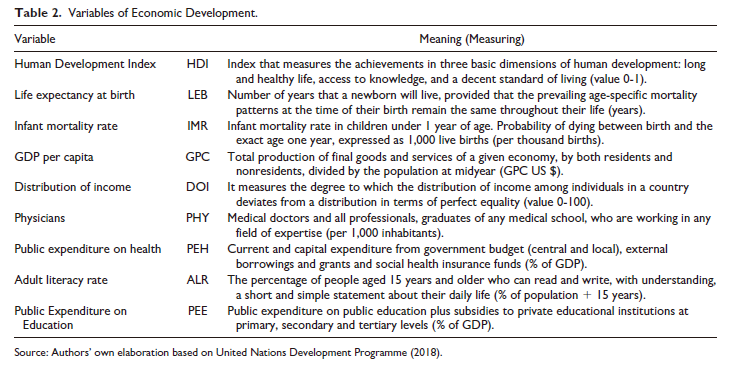 Table 2. Variables of Economic Development.
Variable Meaning (Measuring)
Human Development Index HDI Index that measures the achievements in three basic dimensions of human development: long
and healthy life, access to knowledge, and a decent standard of living (value 0-1).
Life expectancy at birth LEB Number of years that a newborn will live, provided that the prevailing age-specific mortality
patterns at the time of their birth remain the same throughout their life (years).
Infant mortality rate IMR Infant mortality rate in children under 1 year of age. Probability of dying between birth and the
exact age one year, expressed as 1,000 live births (per thousand births).
GDP per capita GPC Total production of final goods and services of a given economy, by both residents and
nonresidents, divided by the population at midyear (GPC US $).
Distribution of income DOI It measures the degree to which the distribution of income among individuals in a country
deviates from a distribution in terms of perfect equality (value 0-100).
Physicians PHY Medical doctors and all professionals, graduates of any medical school, who are working in any
field of expertise (per 1,000 inhabitants).
Public expenditure on health PEH Current and capital expenditure from government budget (central and local), external
borrowings and grants and social health insurance funds (% of GDP).
Adult literacy rate ALR The percentage of people aged 15 years and older who can read and write, with understanding,
a short and simple statement about their daily life (% of population + 15 years).
Public Expenditure on PEE Public expenditure on public education plus subsidies to private educational institutions at
Education primary, secondary and tertiary levels (% of GDP).
Source: Authors' own elaboration based on United Nations Development Programme (2018).